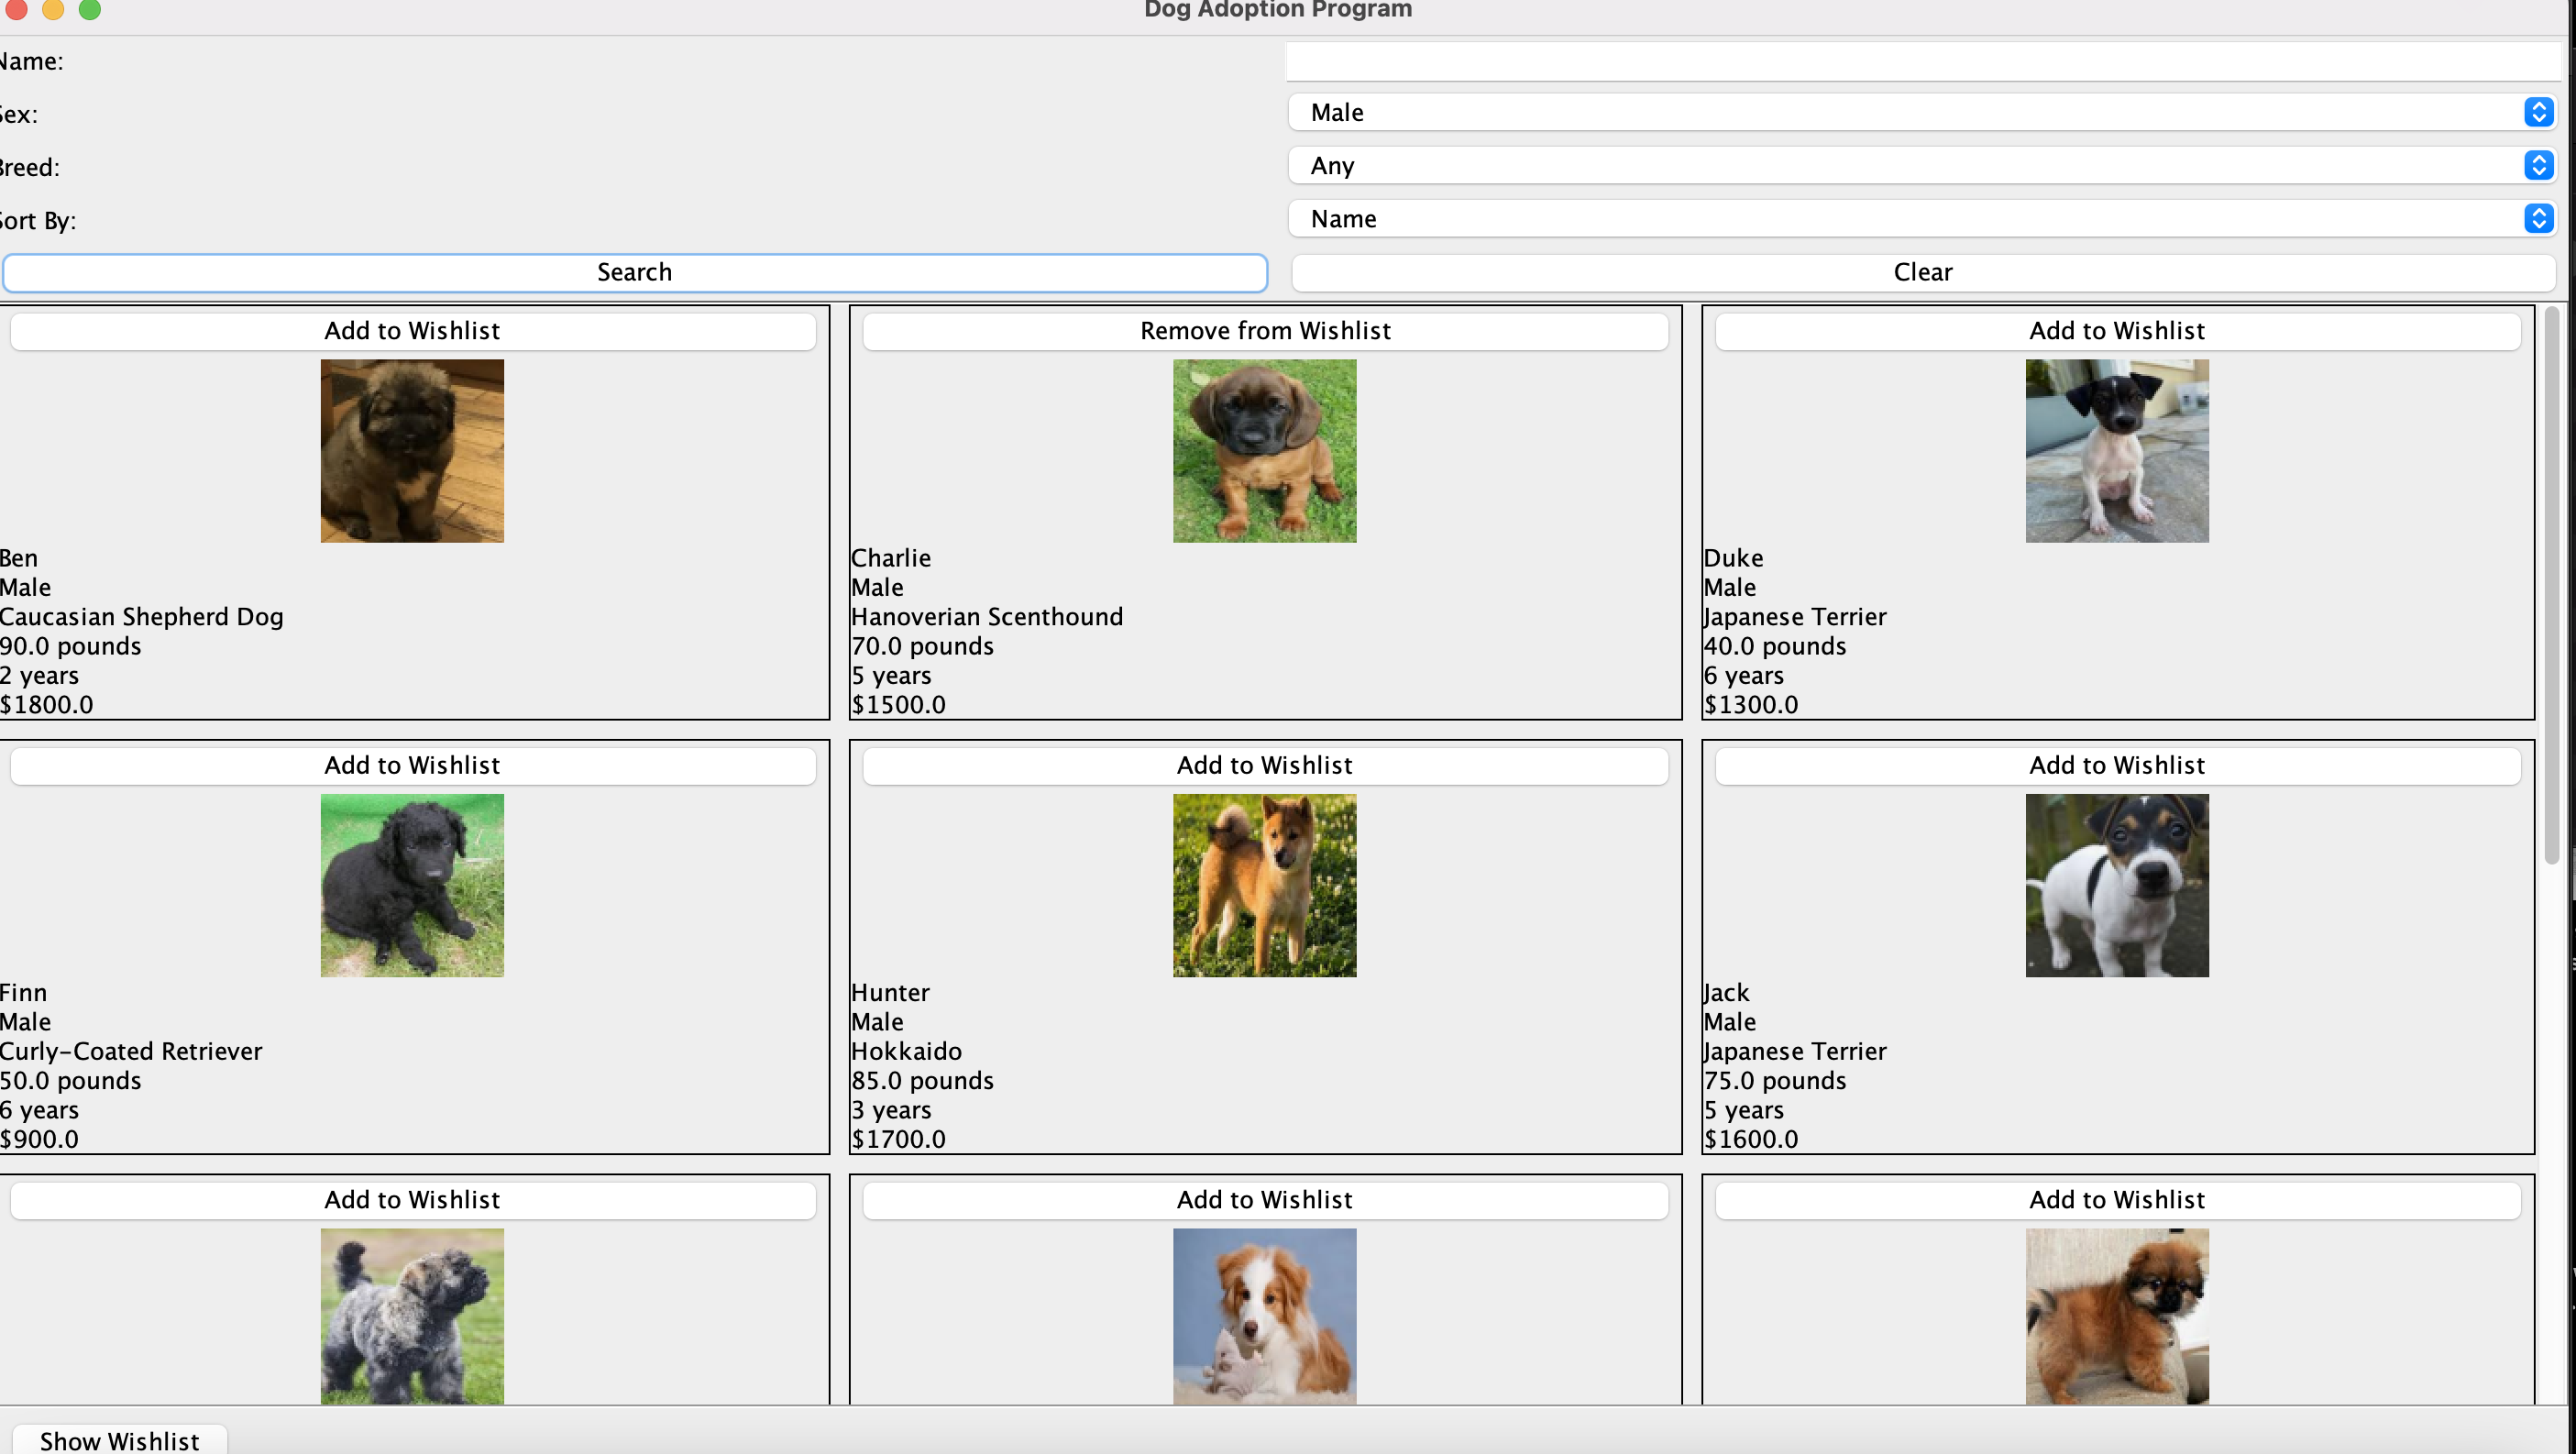 Dog Adoption Program
Name:
Sex:
Male
Breed:
Any
Sort By:
Name
Search
Clear
Add to Wishlist
Remove from Wishlist
Add to Wishlist
Ben
Male
Caucasian Shepherd Dog
90.0 pounds
2 years
$1800.0
Charlie
Male
Hanoverian Scenthound
70.0 pounds
5 years
$1500.0
Duke
Male
Japanese Terrier
40.0 pounds
6 years
$1300.0
Add to Wishlist
Add to Wishlist
Add to Wishlist
Finn
Male
Curly-Coated Retriever
50.0 pounds
6 years
$900.0
Hunter
Male
Hokkaido
85.0 pounds
3 years
$1700.0
Jack
Male
Japanese Terrier
75.0 pounds
5 years
$1600.0
Add to Wishlist
Add to Wishlist
Add to Wishlist
Show Wishlist